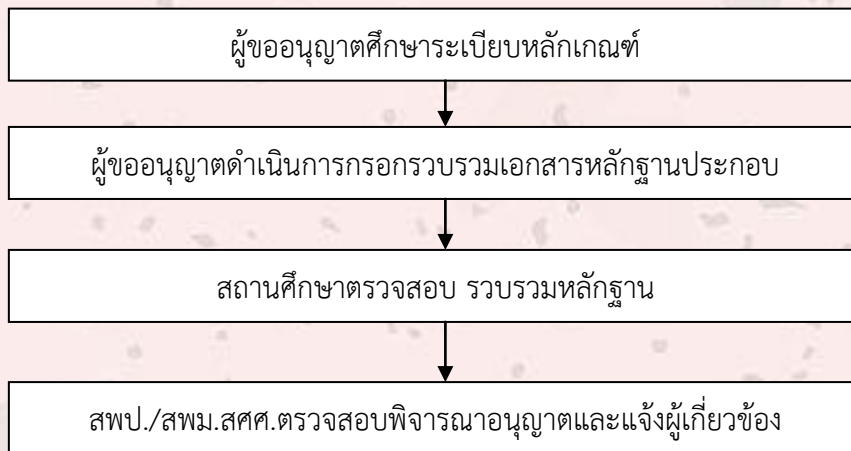 ผู้ขออนุญาตศึกษาระเบียบหลักเกณฑ์
ผู้ขออนุญาตดำเนินการกรอกรวบรวมเอกสารหลักฐานประกอบ
สถานศึกษาตรวจสอบ รวบรวมหลักฐาน
สพป./สพม.สศศ.ตรวจสอบพิจารณาอนุญาตและแจ้งผู้เกี่ยวข้อง